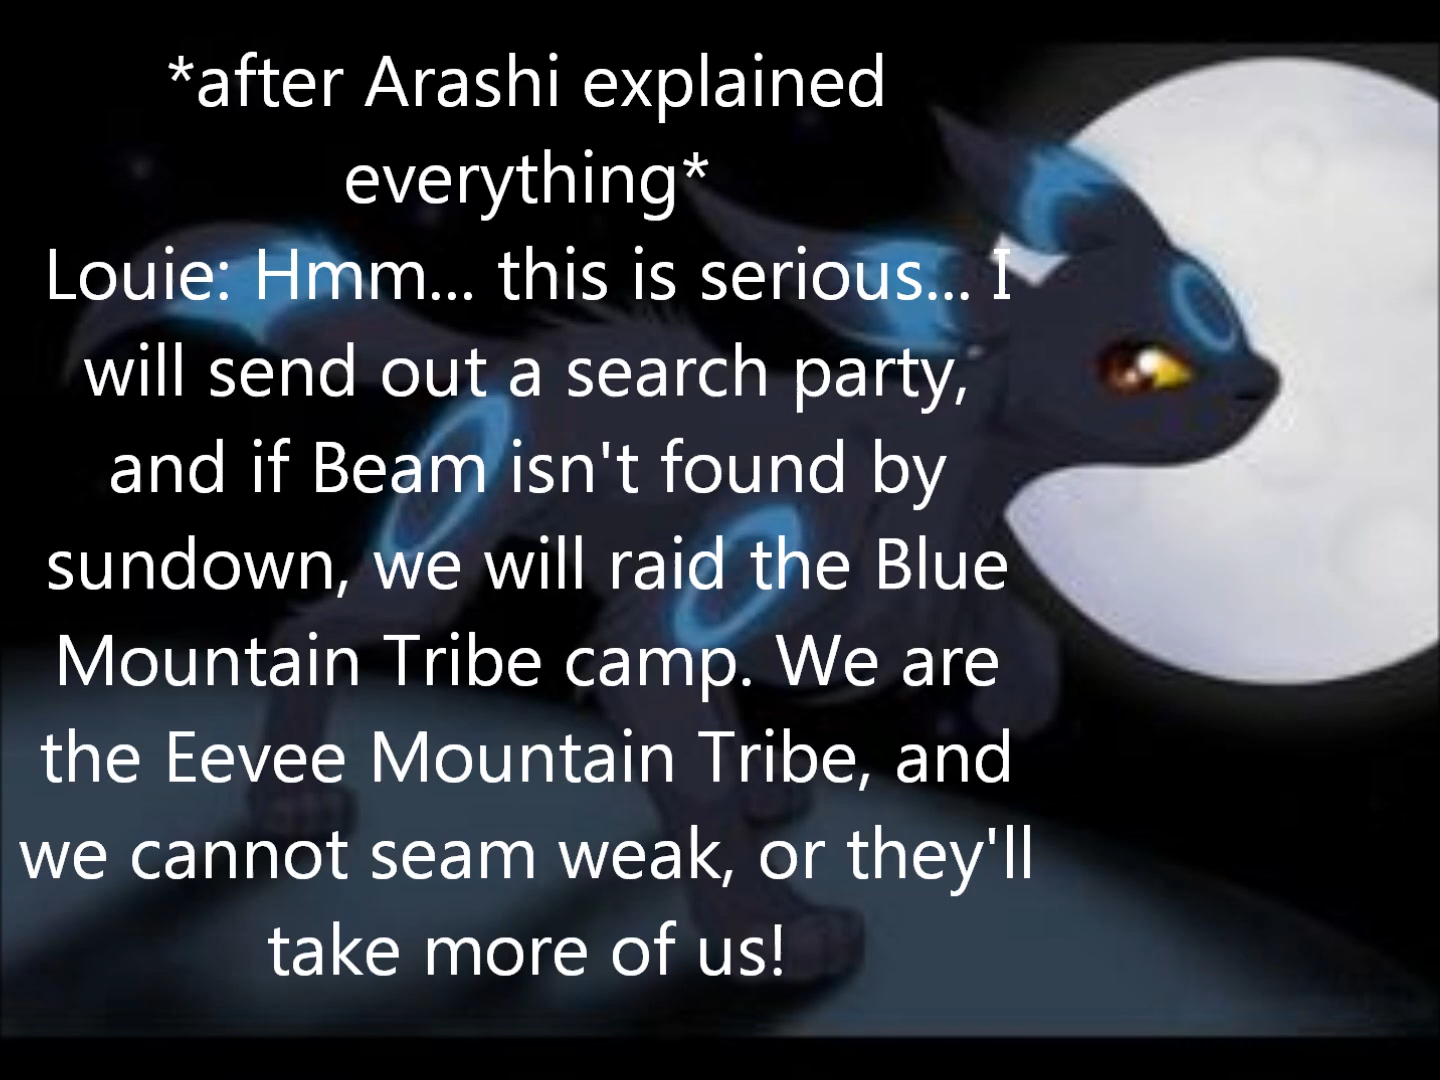 *after Arashi explained
everything*
Louie: Hmm... this is serious... I
will send out a search party,
and if Beam isn't found by
sundown, we will raid the Blue
Mountain Tribe camp. We are
the Eevee Mountain Tribe, and
we cannot seam weak, or they'll
take more of us!